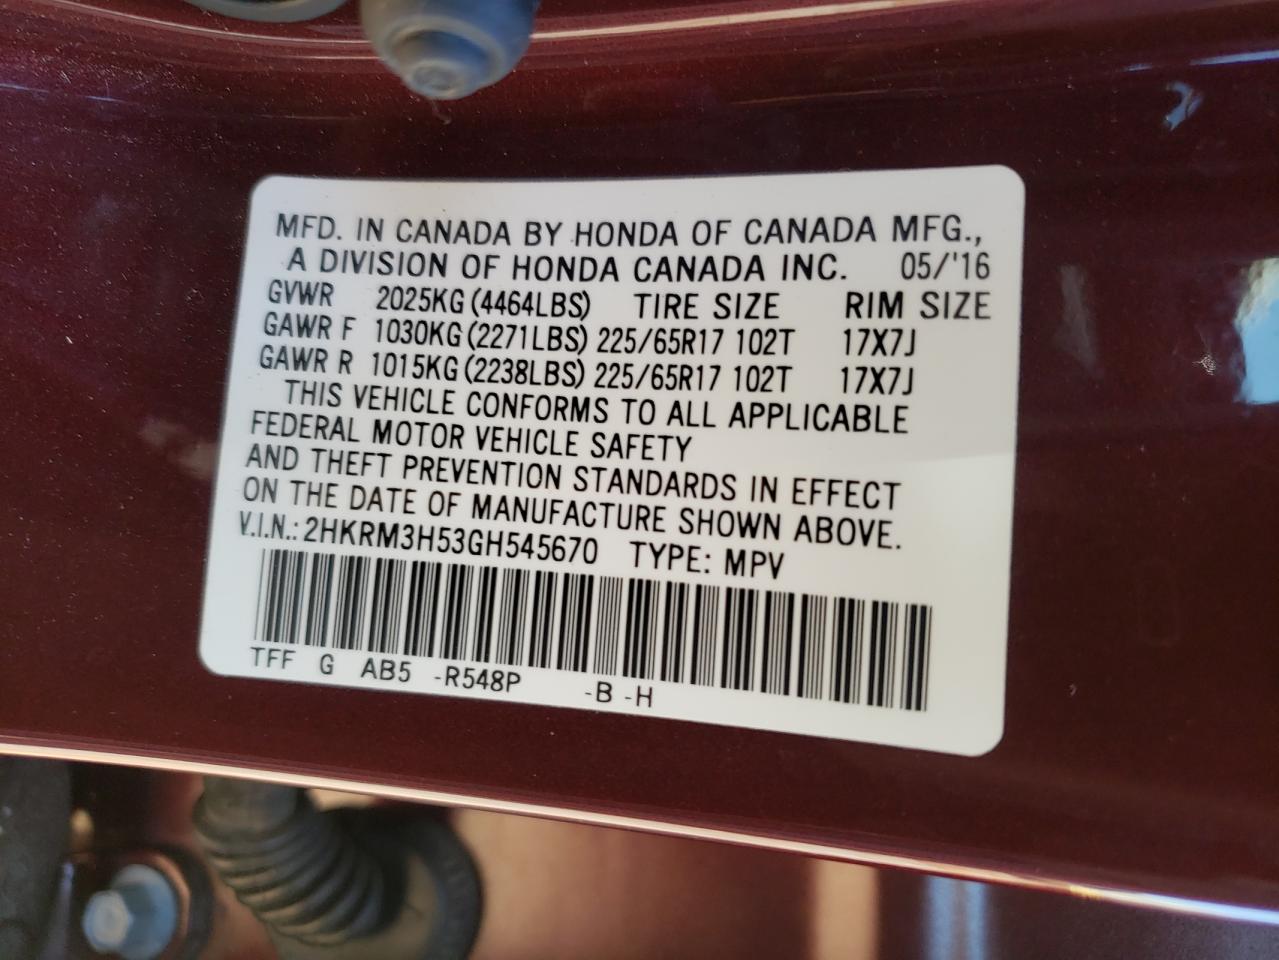 MFD. IN CANADA BY HONDA OF CANADA MFG.,
A DIVISION OF HONDA CANADA INC. 05/'16
GVWR 2025KG (4464LBS) TIRE SIZE RIM SIZE
GAWR F 1030KG (2271LBS) 225/65R17 102T 17X7J
GAWR R 1015KG (2238LBS) 225/65R17 102T 17X7J
THIS VEHICLE CONFORMS TO ALL APPLICABLE
FEDERAL MOTOR VEHICLE SAFETY
AND THEFT PREVENTION STANDARDS IN EFFECT
ON THE DATE OF MANUFACTURE SHOWN ABOVE.
V.I.N.: 2HKRM3H53GH545670 TYPE: MPV
TFF G AB5 -R548P -B -H